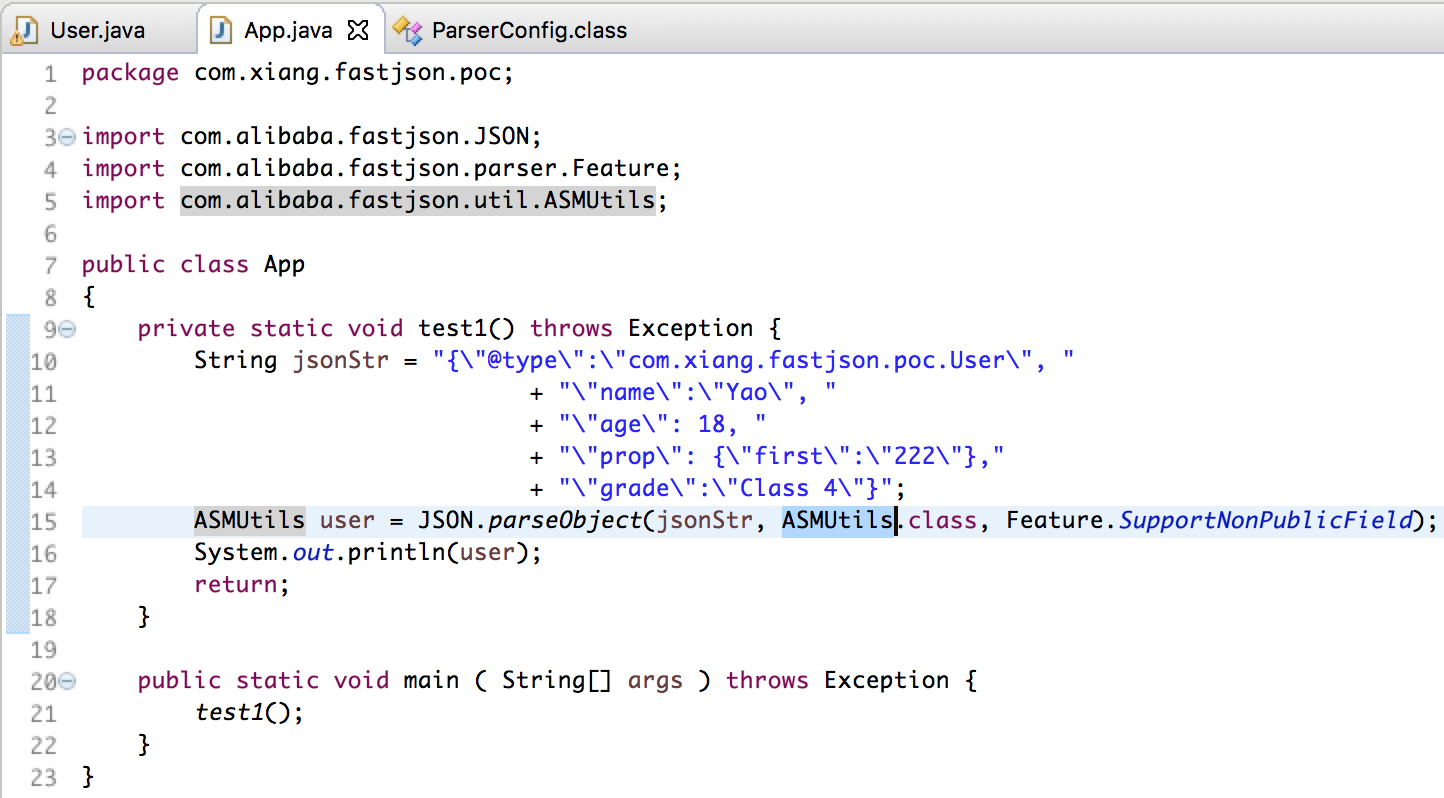 User.java App.java ParserConfig.class
1 package com.xiang.fastjson.poc;
2
3 import com.alibaba.fastjson.JSON;
4 import com.alibaba.fastjson.parser.Feature;
5 import com.alibaba.fastjson.util.ASMUtils;
6
7 public class App
8 {
9     private static void test1() throws Exception {
10         String jsonStr = "{\"@type\":\"com.xiang.fastjson.poc.User\", "
11                                 + "\"name\":\"Yao\", "
12                                 + "\"age\": 18, "
13                                 + "\"prop\": {\"first\":\"222\"},"
14                                 + "\"grade\":\"Class 4\"}";
15         ASMUtils user = JSON.parseObject(jsonStr, ASMUtils.class, Feature.SupportNonPublicField);
16         System.out.println(user);
17         return;
18     }
19
20     public static void main ( String[] args ) throws Exception {
21         test1();
22     }
23 }